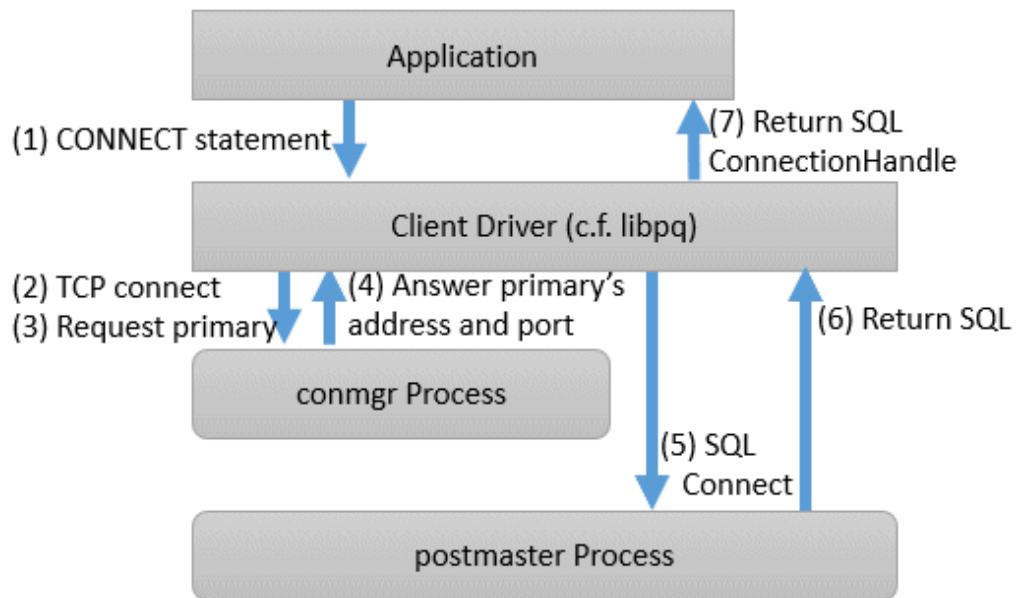 Application
(1) CONNECT statement
(7) Return SQL
ConnectionHandle
Client Driver (c.f. libpq)
(2) TCP connect
(3) Request primary
(4) Answer primary's
address and port
(6) Return SQL
conmgr Process
(5) SQL
Connect
postmaster Process